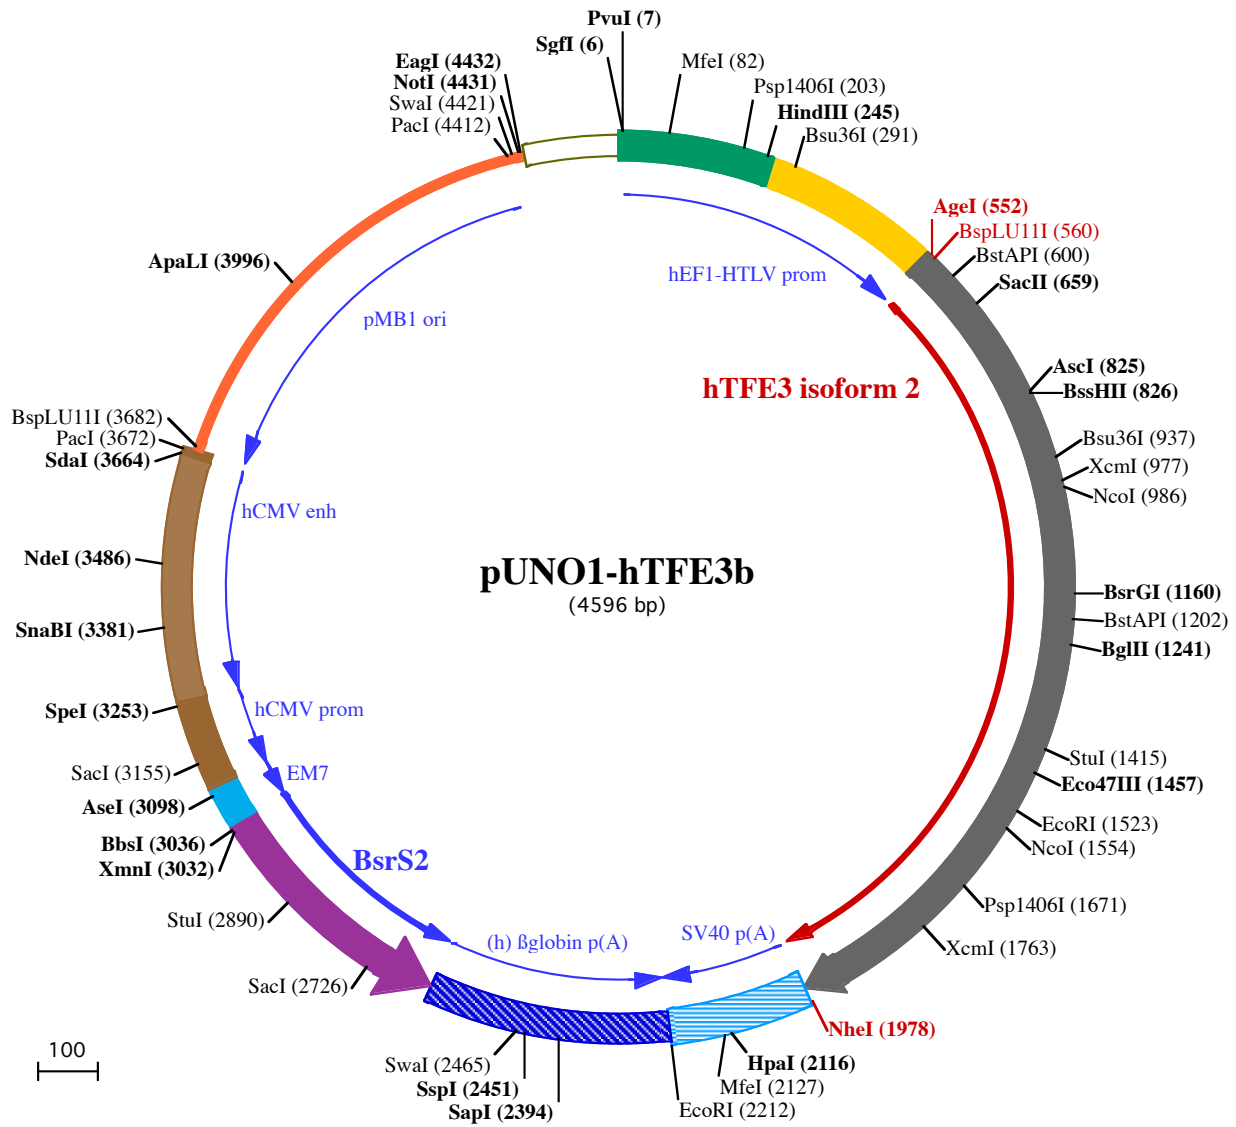 PvuI (7)
SgfI (6)
MfeI (82)
Psp1406I (203)
HindIII (245)
Bsu36I (291)
AgeI (552)
BspLU11I (560)
BstAPI (600)
SacII (659)
AscI (825)
BssHII (826)
Bsu36I (937)
XcmI (977)
NcoI (986)
BsrGI (1160)
BstAPI (1202)
BglII (1241)
StuI (1415)
Eco47III (1457)
EcoRI (1523)
NcoI (1554)
Psp1406I (1671)
XcmI (1763)
NheI (1978)
HpaI (2116)
MfeI (2127)
EcoRI (2212)
SapI (2394)
SspI (2451)
SwaI (2465)
SacI (2726)
StuI (2890)
XmnI (3032)
BbsI (3036)
AseI (3098)
SacI (3155)
SpeI (3253)
SnaBI (3381)
NdeI (3486)
SdaI (3664)
PacI (3672)
BspLU11I (3682)
ApaLI (3996)
PacI (4412)
SwaI (4421)
NotI (4431)
EagI (4432)
hEF1-HTLV prom
hTFE3 isoform 2
SV40 p(A)
(h) ßglobin p(A)
BsrS2
EM7
hCMV prom
hCMV enh
pMB1 ori
pUNO1-hTFE3b
(4596 bp)
100